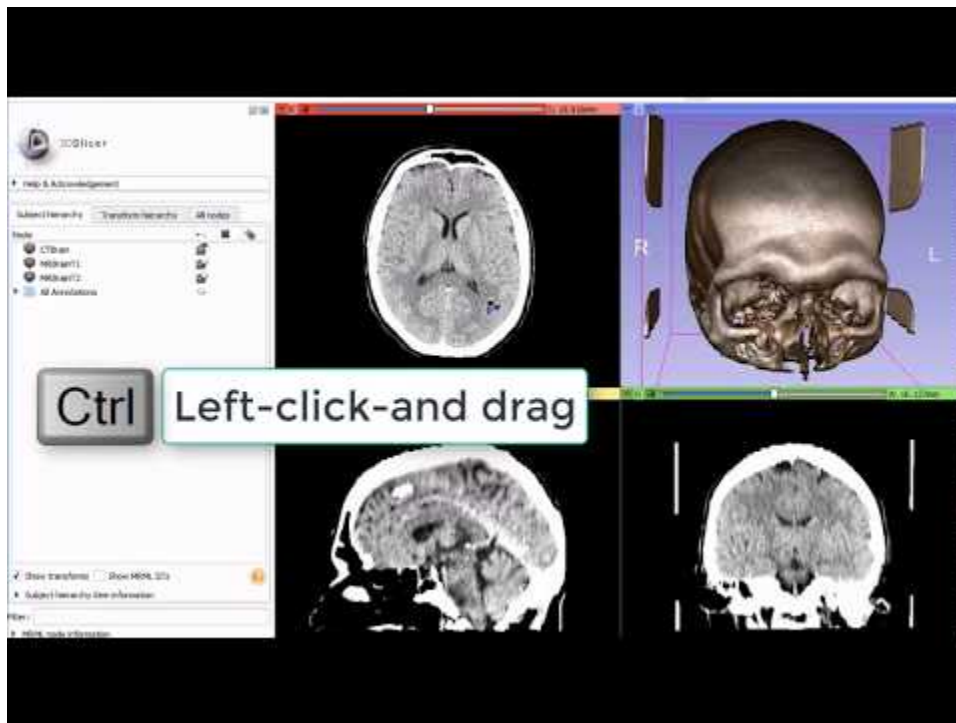 3DSlicer
Help & Acknowledgement
Subject hierarchy Transform hierarchy All nodes
Node
CTBrain
MRBrainT1
MRBrainT2
All Annotations
R
L
Ctrl Left-click-and drag
Show transforms Show MRML ID's
Subject hierarchy item information
Filter:
MRML node information